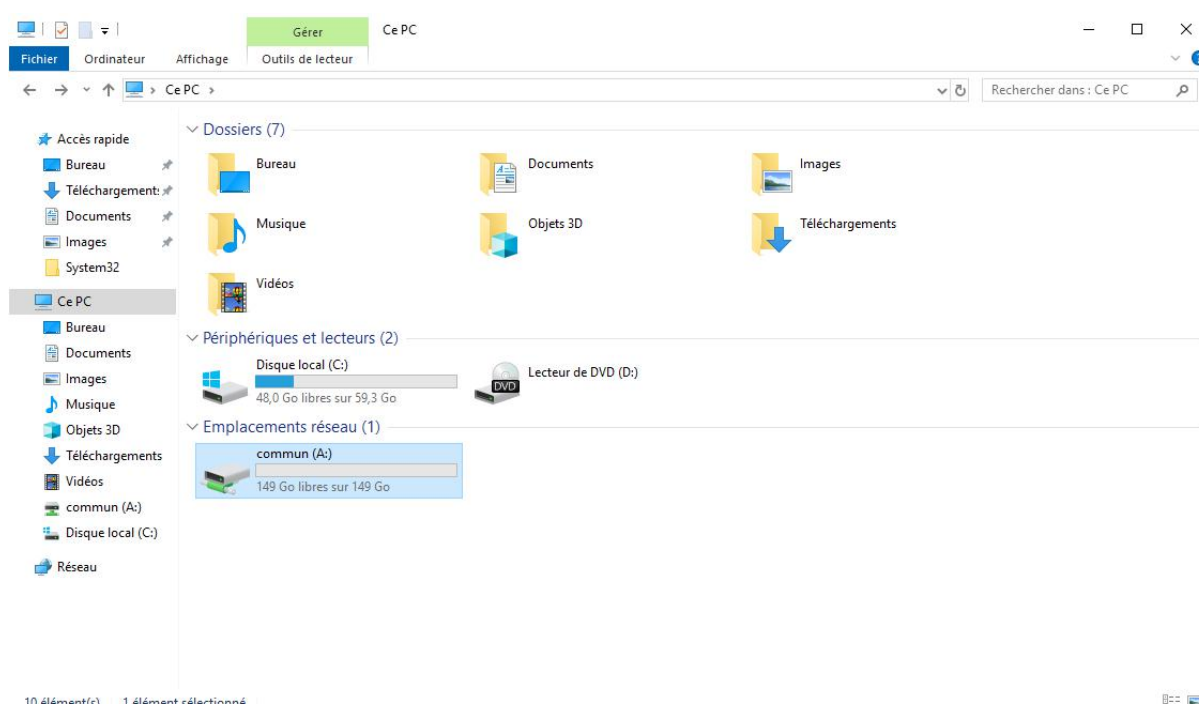 Gérer
Ce PC
Fichier
Ordinateur
Affichage
Outils de lecteur
Ce PC
Rechercher dans : Ce PC
Accès rapide
Bureau
Téléchargement:
Documents
Images
System32
Ce PC
Bureau
Documents
Images
Musique
Objets 3D
Téléchargements
Vidéos
commun (A:)
Disque local (C:)
Réseau
Dossiers (7)
Bureau
Documents
Images
Musique
Objets 3D
Téléchargements
Vidéos
Périphériques et lecteurs (2)
Disque local (C:)
48,0 Go libres sur 59,3 Go
DVD
Lecteur de DVD (D:)
Emplacements réseau (1)
commun (A:)
149 Go libres sur 149 Go
10 élément(s)
1 élément sélectionné